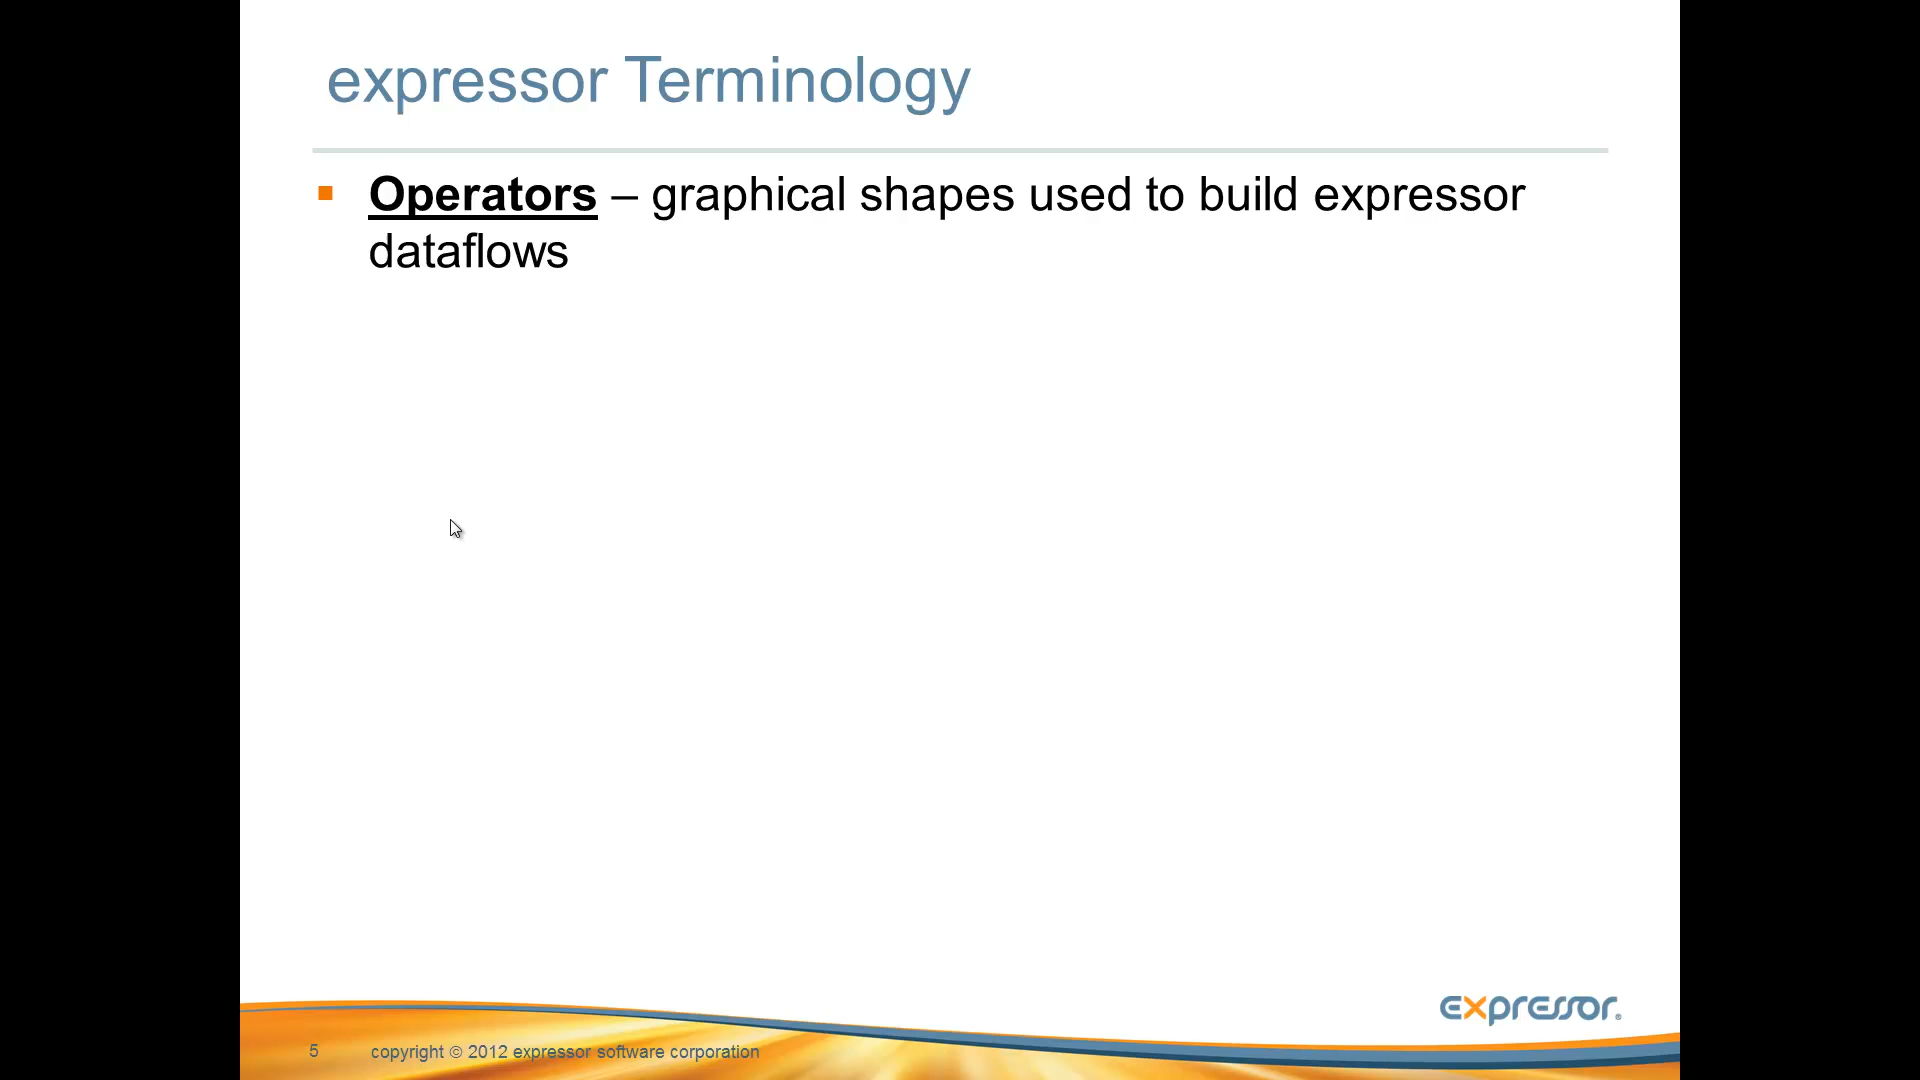 expressor Terminology
▪ Operators – graphical shapes used to build expressor
dataflows
expressor®
5 copyright © 2012 expressor software corporation